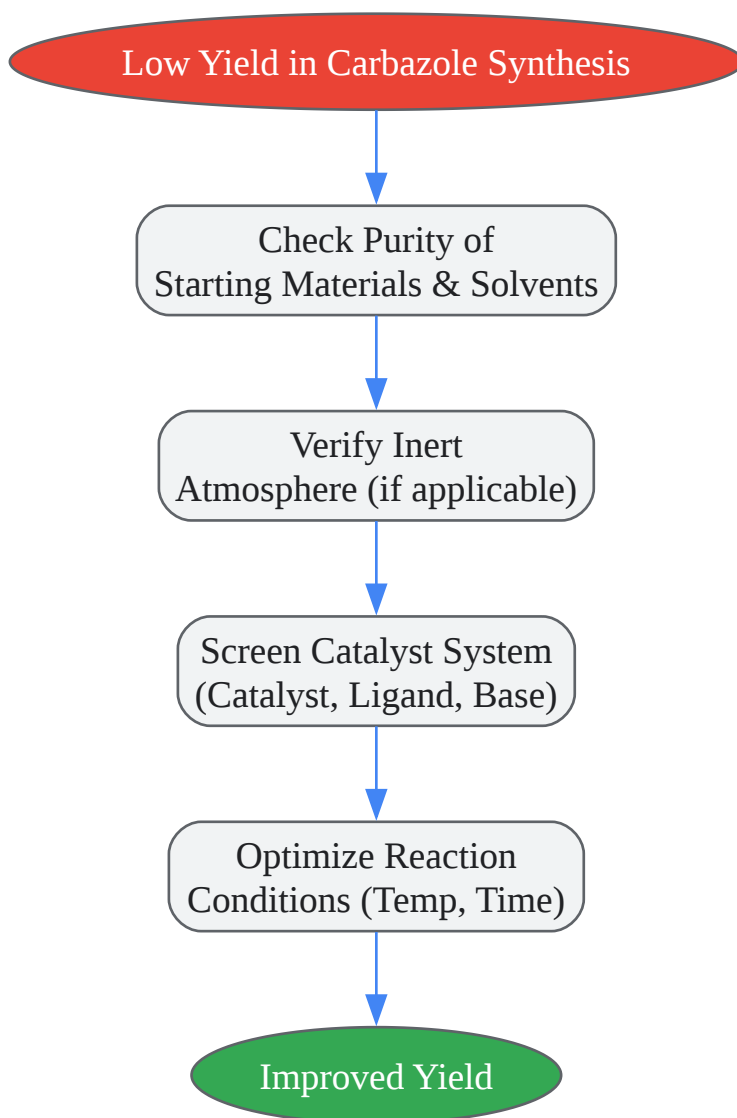 Low Yield in Carbazole Synthesis
Check Purity of
Starting Materials & Solvents
Verify Inert
Atmosphere (if applicable)
Screen Catalyst System
(Catalyst, Ligand, Base)
Optimize Reaction
Conditions (Temp, Time)
Improved Yield